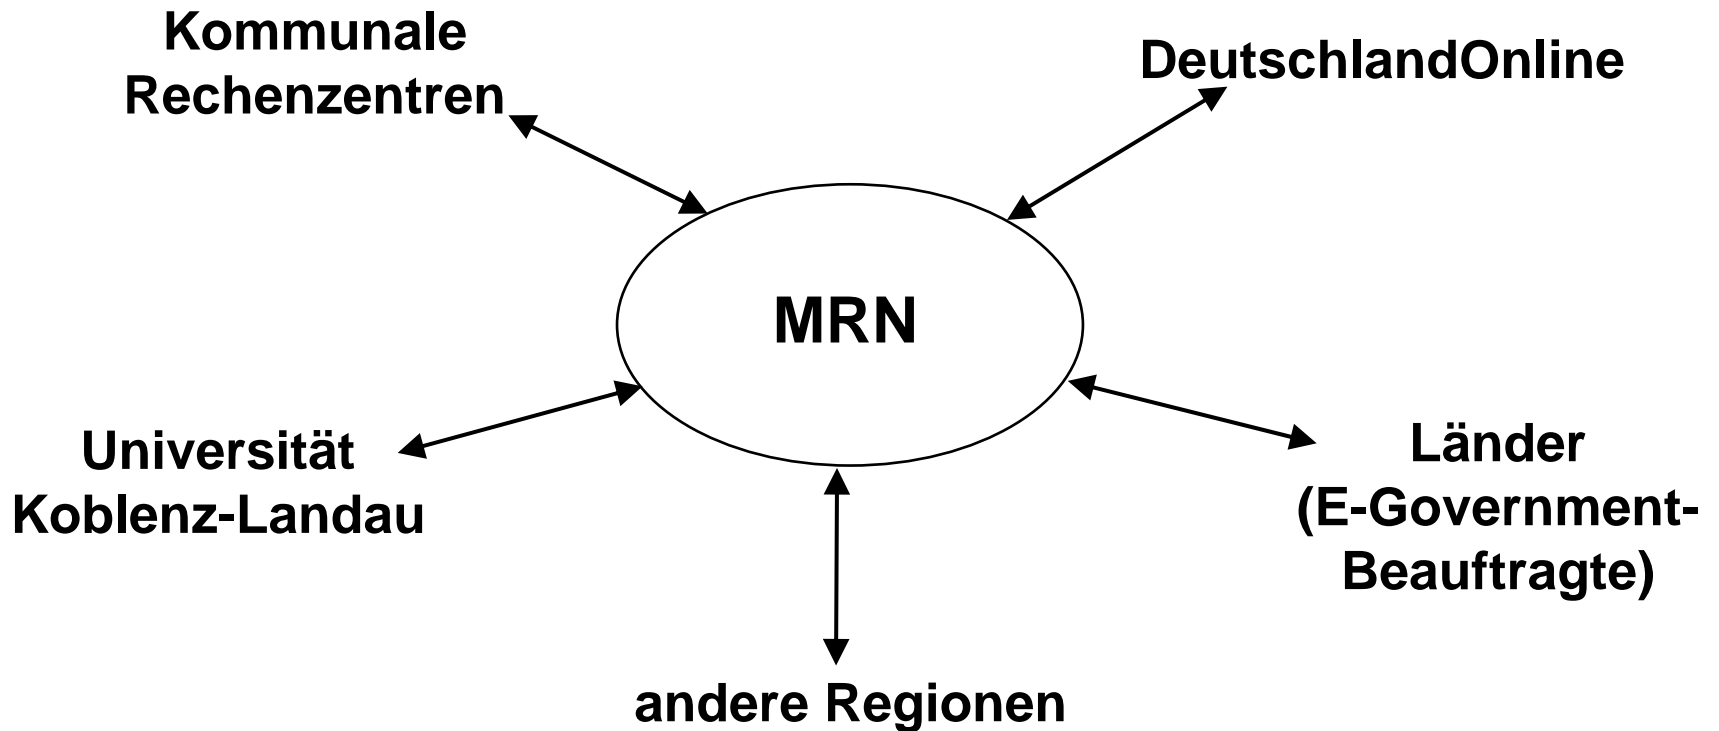 Kommunale
Rechenzentren
DeutschlandOnline
MRN
Universität
Koblenz-Landau
Länder
(E-Government-
Beauftragte)
andere Regionen